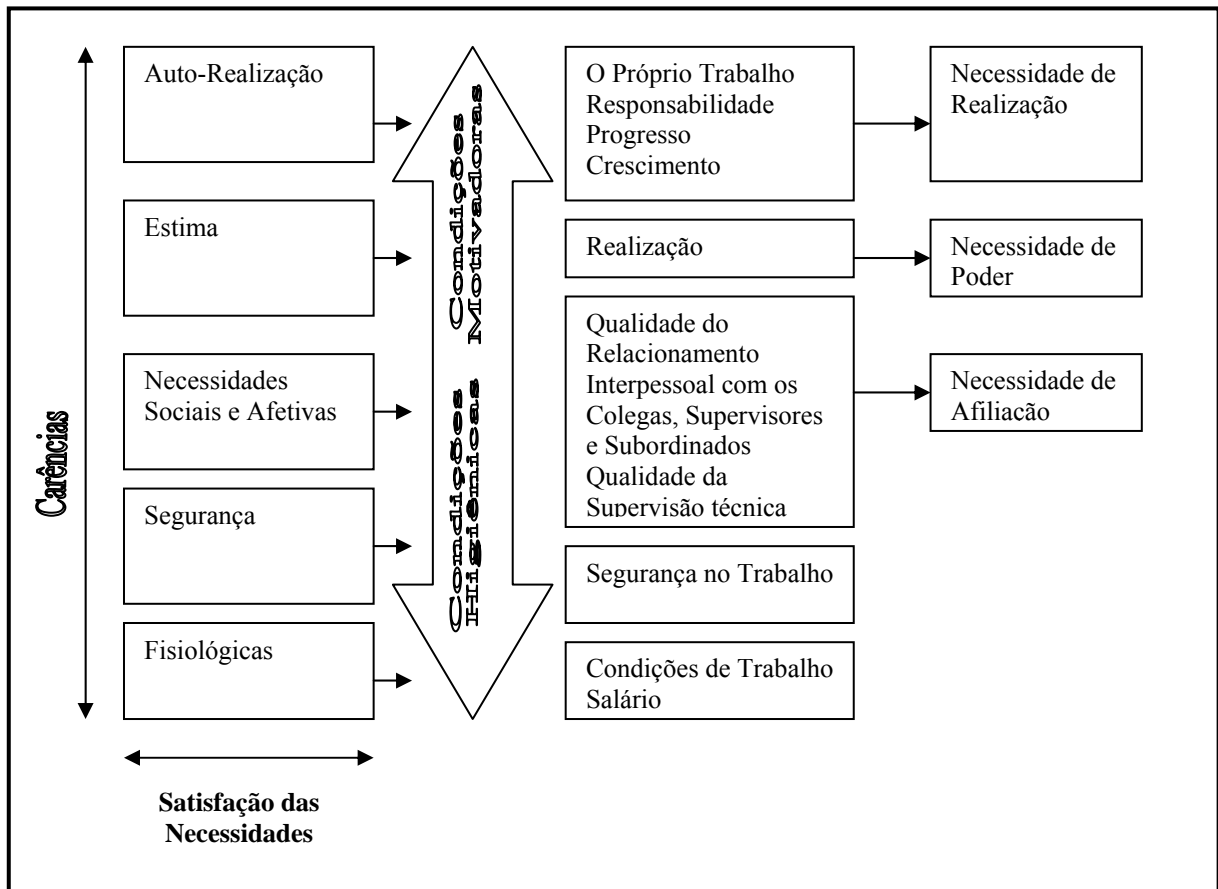 Carências
Auto-Realização
Estima
Necessidades
Sociais e Afetivas
Segurança
Fisiológicas
Satisfação das
Necessidades
Condições
Motivadoras
Condições
Higiênicas
O Próprio Trabalho
Responsabilidade
Progresso
Crescimento
Realização
Qualidade do
Relacionamento
Interpessoal com os
Colegas, Supervisores
e Subordinados
Qualidade da
Supervisão técnica
Segurança no Trabalho
Condições de Trabalho
Salário
Necessidade de
Realização
Necessidade de
Poder
Necessidade de
Afiliacão